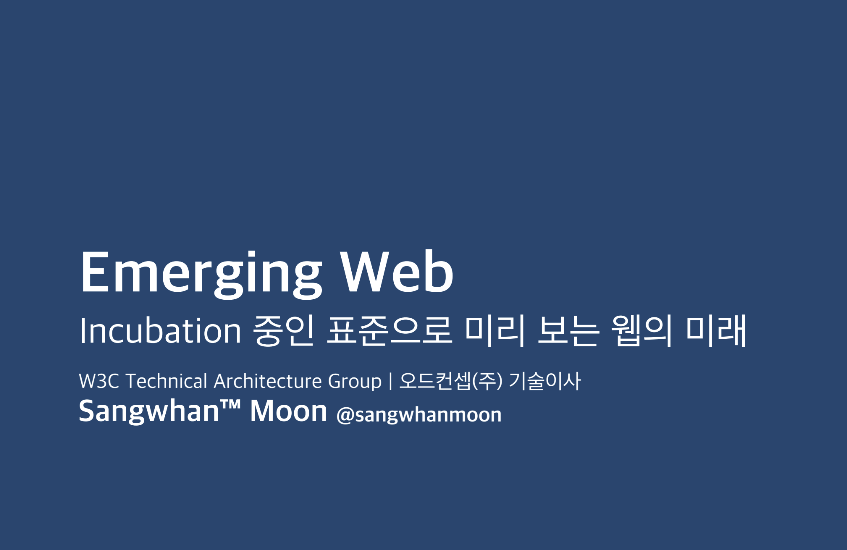 Emerging Web
Incubation 중인 표준으로 미리 보는 웹의 미래
W3C Technical Architecture Group | 오드컨셉(주) 기술이사
Sangwhan™ Moon @sangwhanmoon